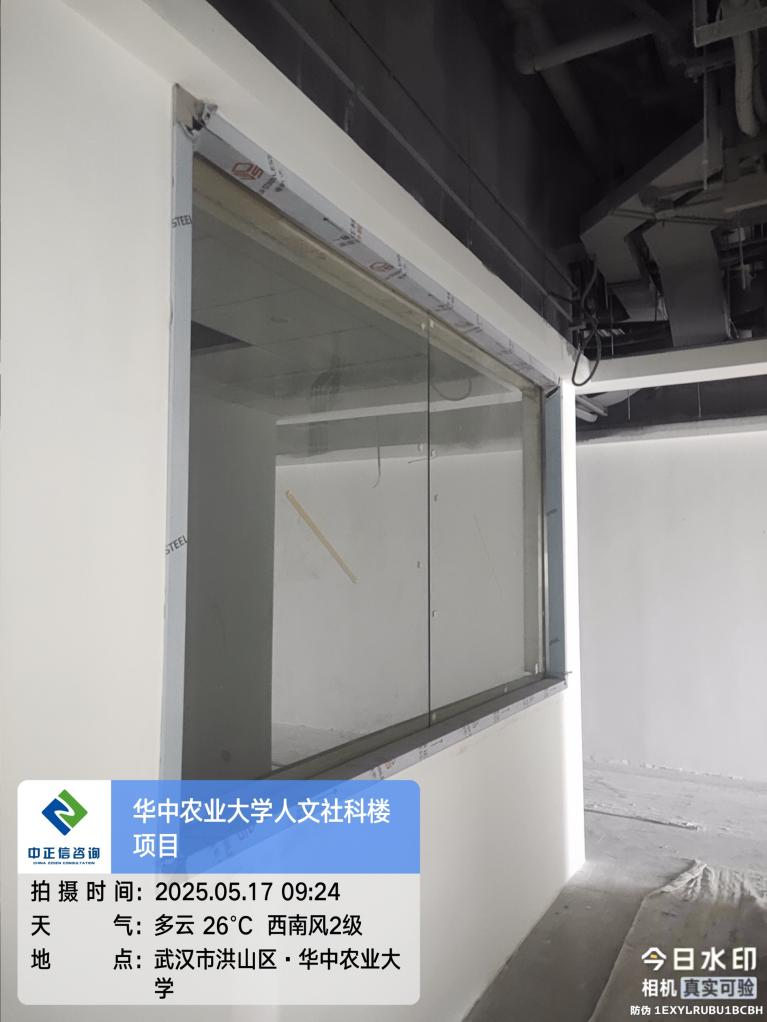 STEEL
STEEL
华中农业大学人文社科楼
项目
中正信咨询
CHINA ZEXIN CONSULTATION
拍摄时间：2025.05.17 09:24
天气：多云 26℃ 西南风2级
地点：武汉市洪山区·华中农业大
学
今日水印
相机 真实可验
防伪 1EXYLRUBU1BCBH